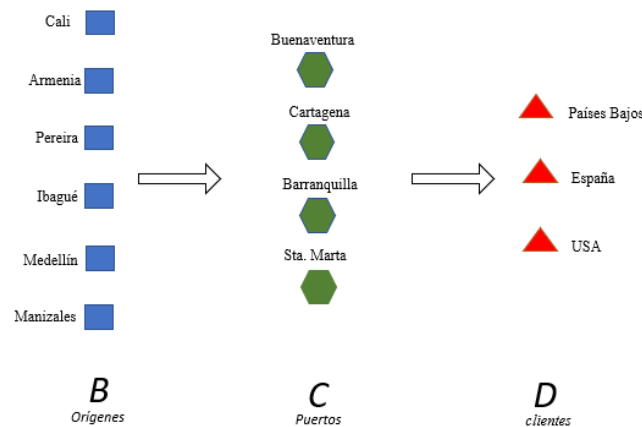 Cali
Armenia
Pereira
Ibagué
Medellín
Manizales
Buenaventura
Cartagena
Barranquilla
Sta. Marta
Países Bajos
España
USA
B
Orígenes
C
Puertos
D
clientes